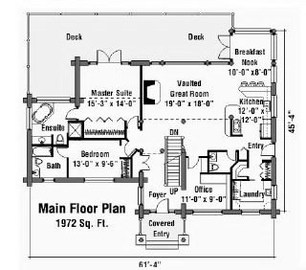 Deck
Deck
Breakfast
Nook
10'-0" x8'-0"
Master Suite
15'-3" x 14'-0"
Vaulted
Great Room
19'-0" x 18'-0"
Kitchen
12'-0" x
12'-0"
45'-4"
Ensuite
DN
Bedroom
13'-0" x 9'-6"
Bath
Entry
UP
Office
11'-0" x 9'-0"
Laundry
Foyer
Main Floor Plan
1972 Sq. Ft.
Covered
Entry
61'-4"